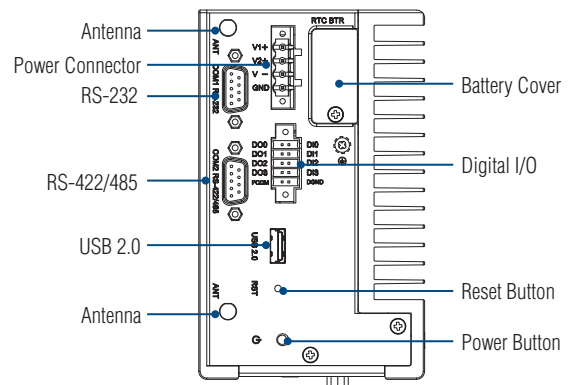 Antenna
Power Connector
RS-232
RS-422/485
USB 2.0
Antenna
ANT
COM1 RS-232
COM2 RS-422/485
ANT
V1+
V2+
V -
GND
RTC BTR
DO0
DO1
DO2
DO3
DI0
DI1
DI2
DI3
DGND
USB 2.0
RST
Battery Cover
Digital I/O
Reset Button
Power Button